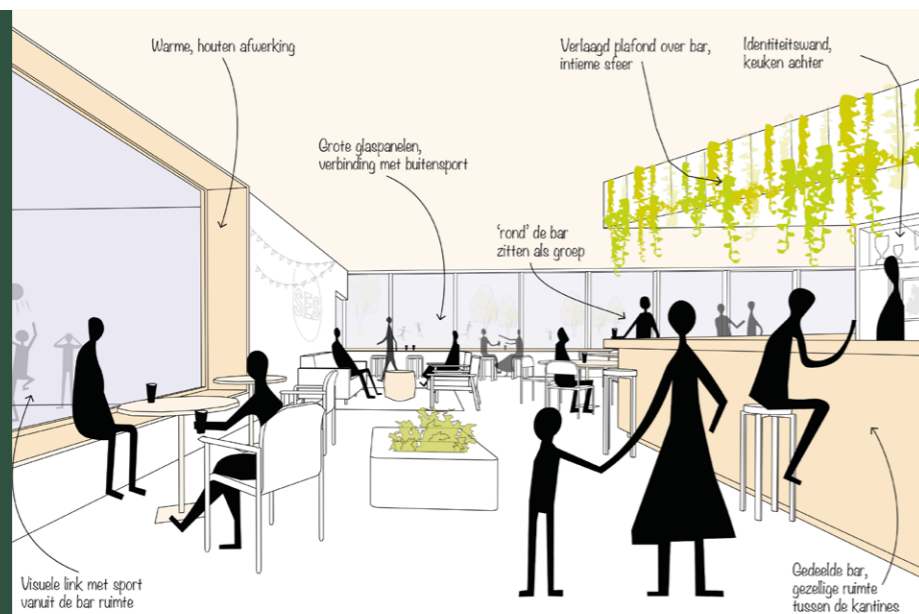 Warme, houten afwerking
Verlaagd plafond over bar,
intieme sfeer
Identiteitswand,
keuken achter
Grote glaspanelen,
verbinding met buitensport
'rond' de bar
zitten als groep
SES
Visuele link met sport
vanuit de bar ruimte
Gedeelde bar,
gezellige ruimte
tussen de kantines